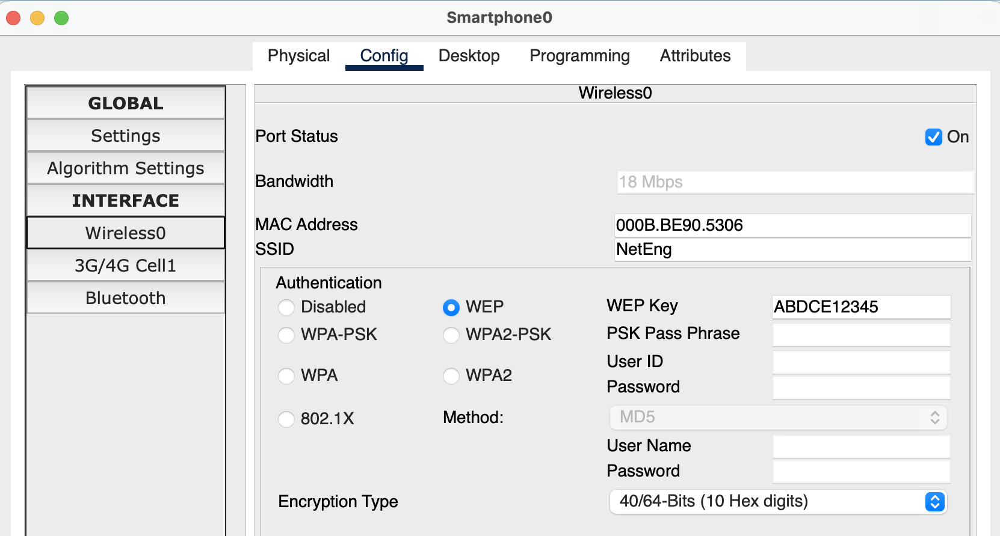 Smartphone0
Physical Config Desktop Programming Attributes
GLOBAL
Settings
Algorithm Settings
INTERFACE
Wireless0
3G/4G Cell1
Bluetooth
Wireless0
Port Status On
Bandwidth 18 Mbps
MAC Address 000B.BE90.5306
SSID NetEng
Authentication
Disabled WEP WEP Key ABDCE12345
WPA-PSK WPA2-PSK PSK Pass Phrase
User ID
WPA WPA2
Password
802.1X Method: MD5
User Name
Password
Encryption Type 40/64-Bits (10 Hex digits)